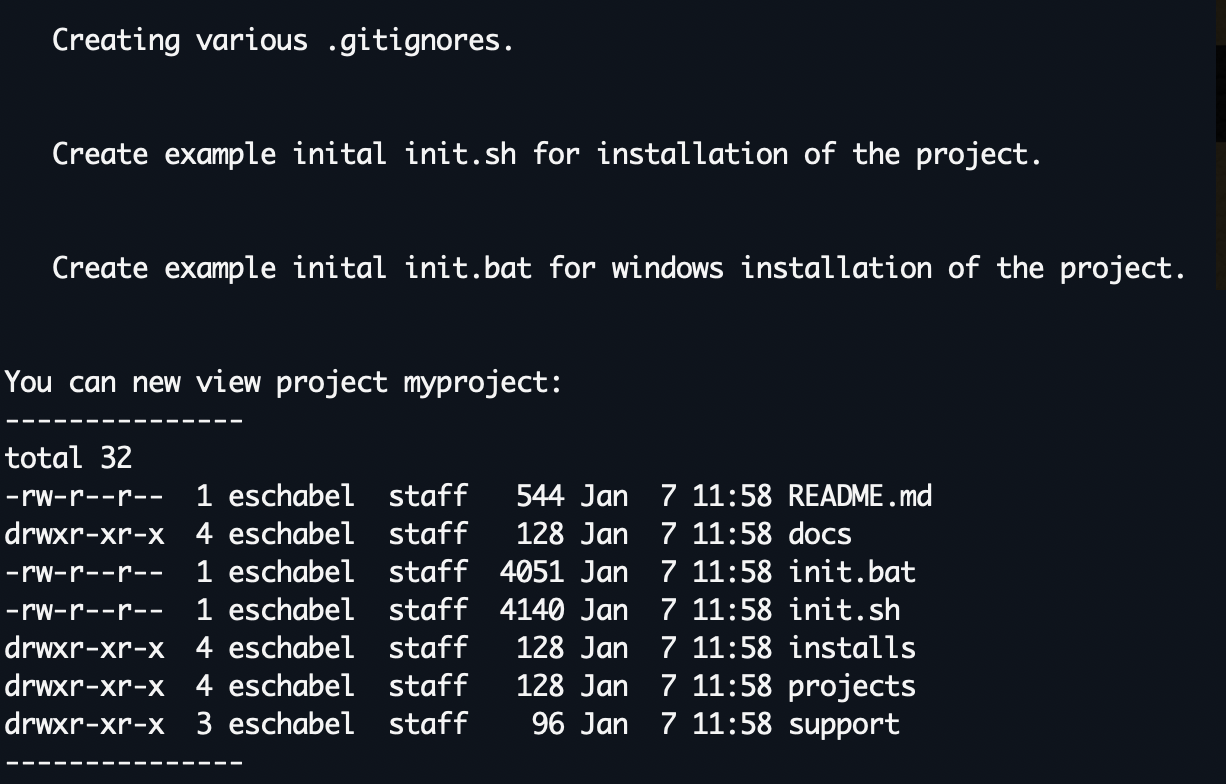 Creating various .gitignores.
Create example inital init.sh for installation of the project.
Create example inital init.bat for windows installation of the project.
You can new view project myproject:
---------------
total 32
-rw-r--r--  1 eschabel  staff   544 Jan  7 11:58 README.md
drwxr-xr-x  4 eschabel  staff   128 Jan  7 11:58 docs
-rw-r--r--  1 eschabel  staff  4051 Jan  7 11:58 init.bat
-rw-r--r--  1 eschabel  staff  4140 Jan  7 11:58 init.sh
drwxr-xr-x  4 eschabel  staff   128 Jan  7 11:58 installs
drwxr-xr-x  4 eschabel  staff   128 Jan  7 11:58 projects
drwxr-xr-x  3 eschabel  staff    96 Jan  7 11:58 support
---------------